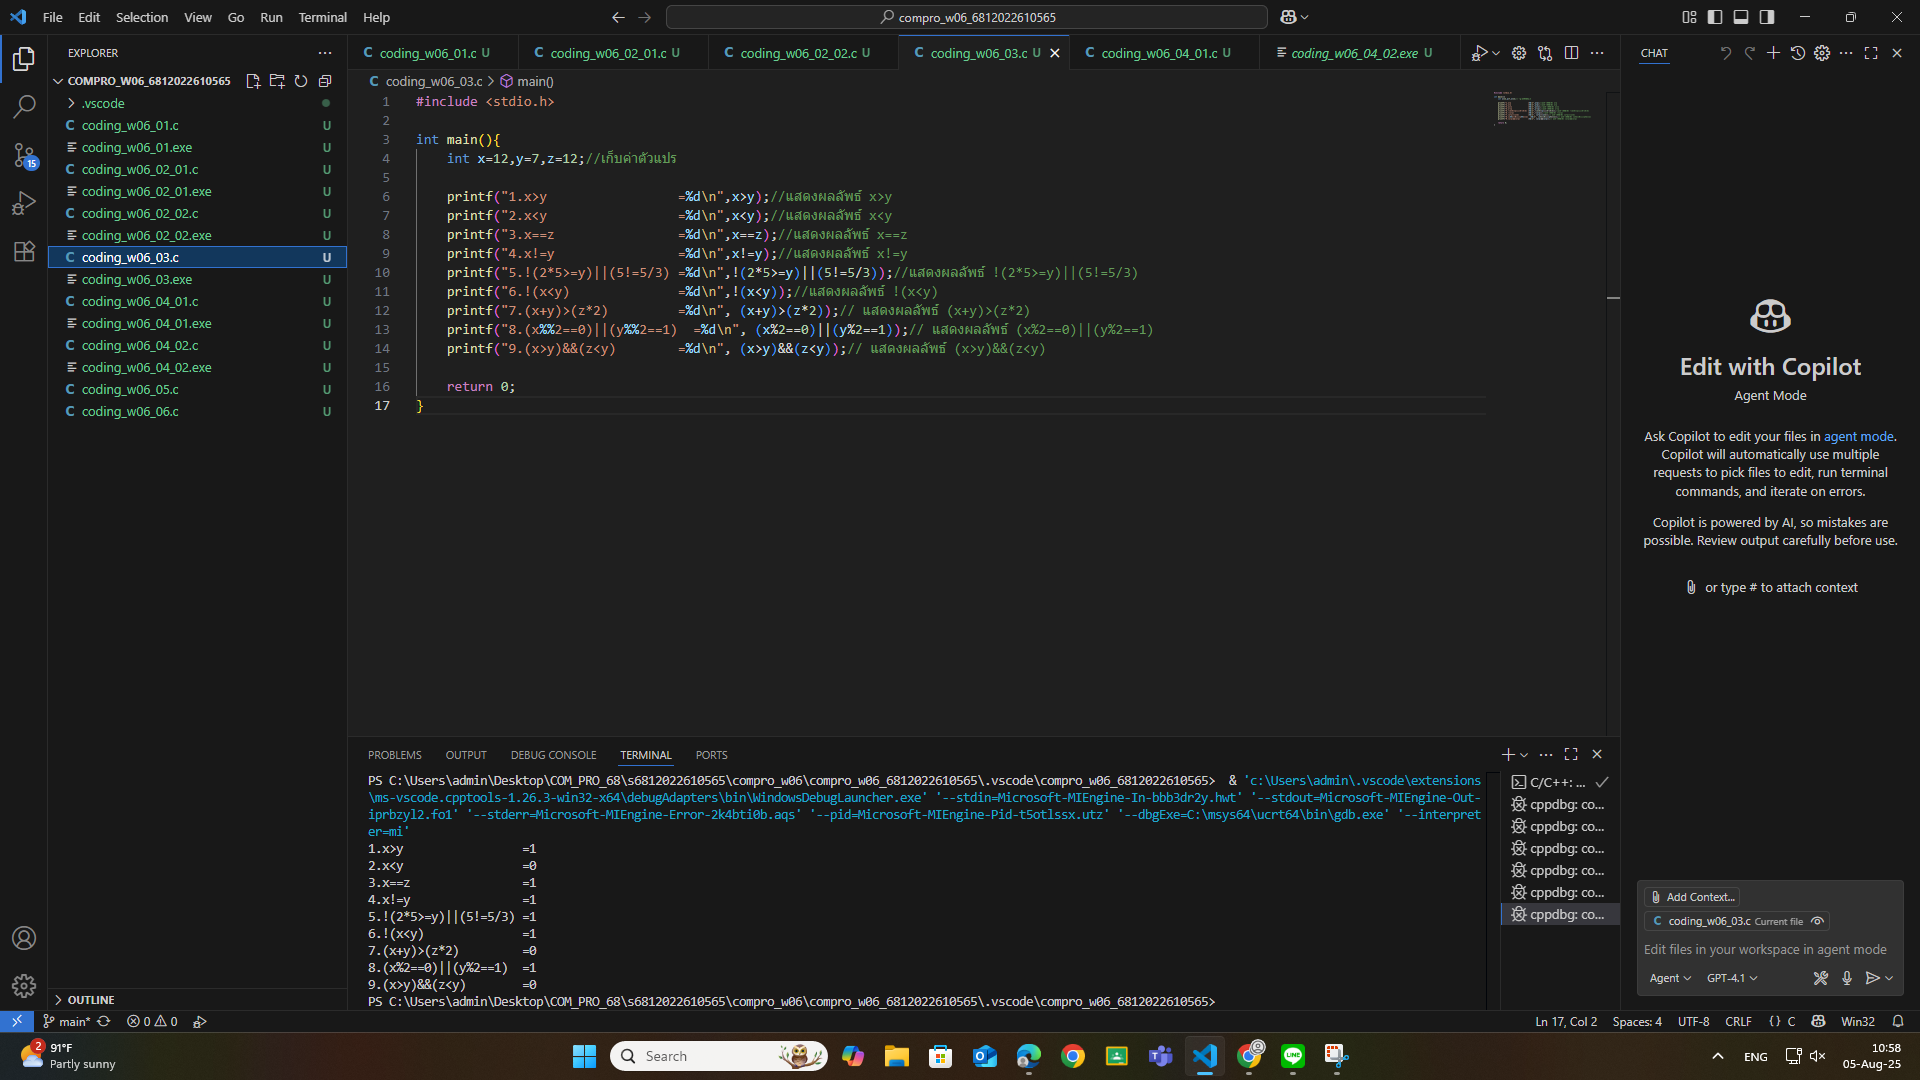 File Edit Selection View Go Run Terminal Help
compro_w06_6812022610565
EXPLORER
COMPRO_W06_6812022610565
.vscode
coding_w06_01.c U
coding_w06_01.exe U
coding_w06_02_01.c U
coding_w06_02_01.exe U
coding_w06_02_02.c U
coding_w06_02_02.exe U
coding_w06_03.c U
coding_w06_03.exe U
coding_w06_04_01.c U
coding_w06_04_01.exe U
coding_w06_04_02.c U
coding_w06_04_02.exe U
coding_w06_05.c U
coding_w06_06.c U
15
OUTLINE
coding_w06_01.c U coding_w06_02_01.c U coding_w06_02_02.c U coding_w06_03.c U coding_w06_04_01.c U coding_w06_04_02.exe U
coding_w06_03.c > main()
1 #include <stdio.h>
2
3 int main(){
4 int x=12,y=7,z=12;//เก็บค่าตัวแปร
5
6 printf("1.x>y =%d\n",x>y);//แสดงผลลัพธ์ x>y
7 printf("2.x<y =%d\n",x<y);//แสดงผลลัพธ์ x<y
8 printf("3.x==z =%d\n",x==z);//แสดงผลลัพธ์ x==z
9 printf("4.x!=y =%d\n",x!=y);//แสดงผลลัพธ์ x!=y
10 printf("5.!(2*5>=y)||(5!=5/3) =%d\n",!(2*5>=y)||(5!=5/3));//แสดงผลลัพธ์ !(2*5>=y)||(5!=5/3)
11 printf("6.!(x<y) =%d\n",!(x<y));//แสดงผลลัพธ์ !(x<y)
12 printf("7.(x+y)>(z*2) =%d\n", (x+y)>(z*2));// แสดงผลลัพธ์ (x+y)>(z*2)
13 printf("8.(x%%2==0)||(y%%2==1) =%d\n", (x%2==0)||(y%2==1));// แสดงผลลัพธ์ (x%2==0)||(y%2==1)
14 printf("9.(x>y)&&(z<y) =%d\n", (x>y)&&(z<y));// แสดงผลลัพธ์ (x>y)&&(z<y)
15
16 return 0;
17 }
PROBLEMS OUTPUT DEBUG CONSOLE TERMINAL PORTS
PS C:\Users\admin\Desktop\COM_PRO_68\s6812022610565\compro_w06\compro_w06_6812022610565\.vscode\compro_w06_6812022610565> & 'c:\Users\admin\.vscode\extensions
\ms-vscode.cpptools-1.26.3-win32-x64\debugAdapters\bin\WindowsDebugLauncher.exe' '--stdin=Microsoft-MIEngine-In-bbb3dr2y.hwt' '--stdout=Microsoft-MIEngine-Out-
iprbzyl2.fo1' '--stderr=Microsoft-MIEngine-Error-2k4bti0b.aqs' '--pid=Microsoft-MIEngine-Pid-t5otlssx.utz' '--dbgExe=C:\msys64\ucrt64\bin\gdb.exe' '--interpret
er=mi'
1.x>y =1
2.x<y =0
3.x==z =1
4.x!=y =1
5.!(2*5>=y)||(5!=5/3) =1
6.!(x<y) =1
7.(x+y)>(z*2) =0
8.(x%2==0)||(y%2==1) =1
9.(x>y)&&(z<y) =0
PS C:\Users\admin\Desktop\COM_PRO_68\s6812022610565\compro_w06\compro_w06_6812022610565\.vscode\compro_w06_6812022610565>
C/C++: ...
cppdbg: co...
cppdbg: co...
cppdbg: co...
cppdbg: co...
cppdbg: co...
cppdbg: co...
CHAT
Edit with Copilot
Agent Mode
Ask Copilot to edit your files in agent mode.
Copilot will automatically use multiple
requests to pick files to edit, run terminal
commands, and iterate on errors.
Copilot is powered by AI, so mistakes are
possible. Review output carefully before use.
or type # to attach context
Add Context...
coding_w06_03.c Current file
Edit files in your workspace in agent mode
Agent GPT-4.1
main* 0 0 Ln 17, Col 2 Spaces: 4 UTF-8 CRLF {} C Win32
2 91°F
Partly sunny
Search
ENG
10:58
05-Aug-25